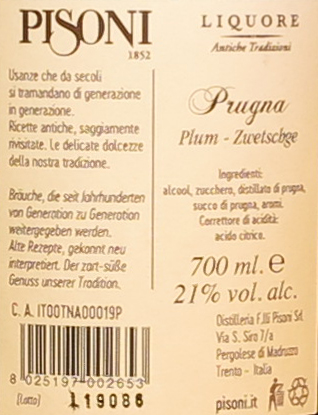 PISONI
1852
Usanze che da secoli
si tramandano di generazione
in generazione.
Ricette antiche, saggiamente
rivisitate. Le delicate dolcezze
della nostra tradizione.
Bräuche, die seit Jahrhunderten
von Generation zu Generation
weitergegeben werden.
Alte Rezepte, gekonnt neu
interpretiert. Der zart-süße
Genuss unserer Tradition.
C. A. IT00TNA00019P
8 025197 002653
(Lotto) L19086
LIQUORE
Antiche Tradizioni
Prugna
Plum - Zwetschge
Ingredienti:
alcool, zucchero, distillato di prugna,
succo di prugna, aromi.
Correttore di acidità:
acido citrico.
700 ml. e
21% vol. alc.
Distilleria F.lli Pisoni Srl
Via S. Siro 7/a
Pergolese di Madruzzo
Trento - Italia
pisoni.it